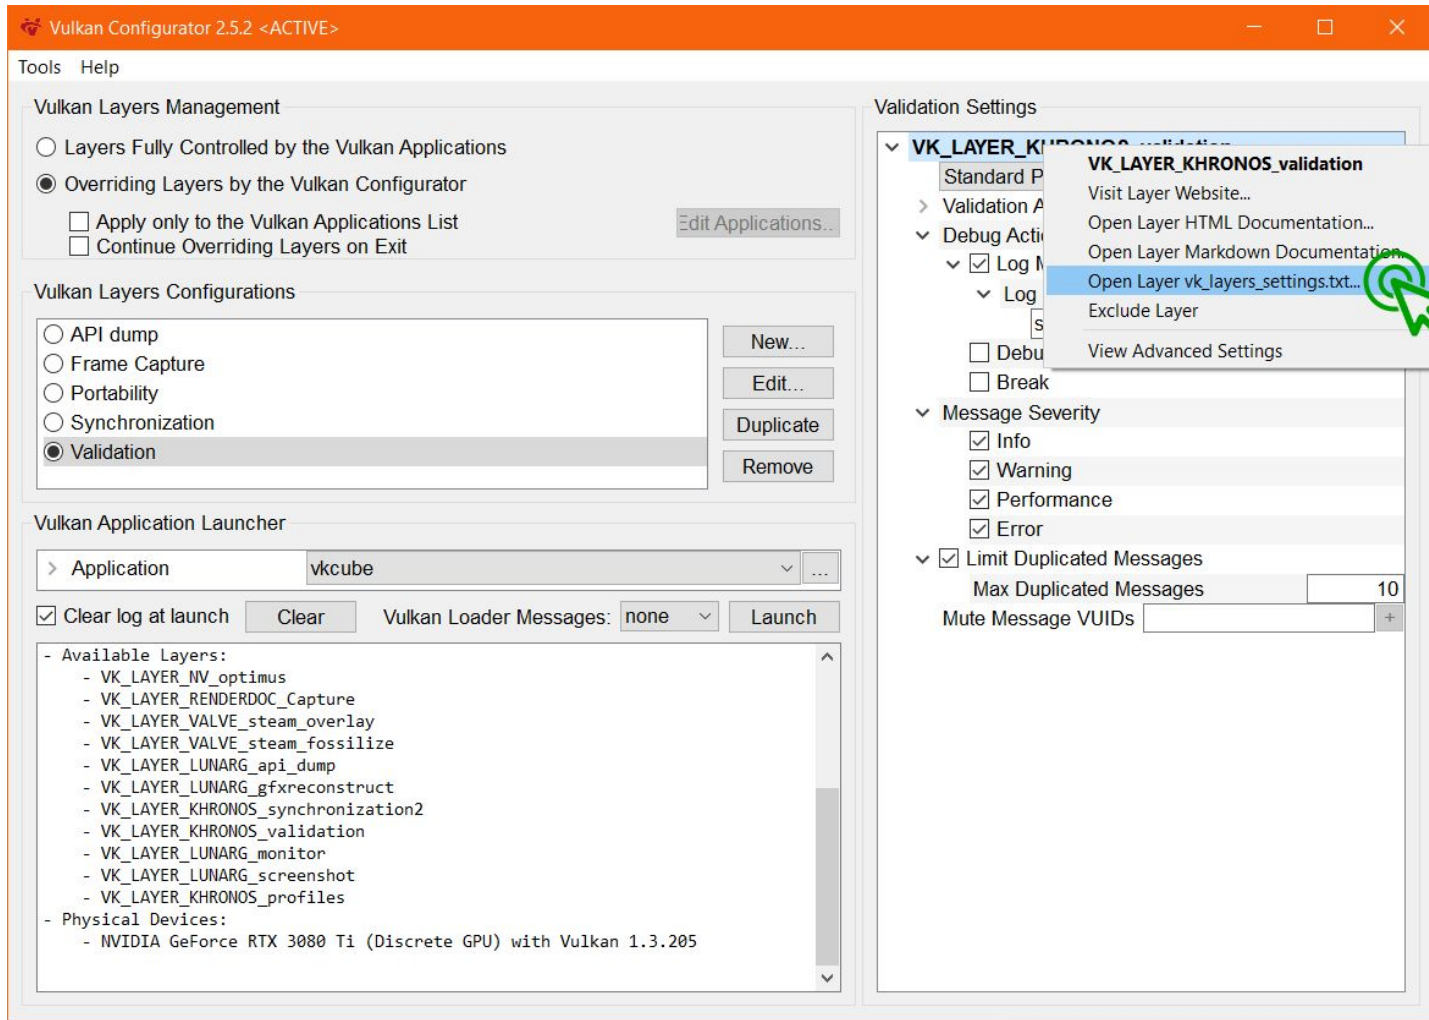 Vulkan Configurator 2.5.2 <ACTIVE>
Tools Help
Vulkan Layers Management
Layers Fully Controlled by the Vulkan Applications
Overriding Layers by the Vulkan Configurator
Apply only to the Vulkan Applications List
Edit Applications..
Continue Overriding Layers on Exit
Vulkan Layers Configurations
API dump
Frame Capture
Portability
Synchronization
Validation
New...
Edit...
Duplicate
Remove
Vulkan Application Launcher
Application vkcube ...
Clear log at launch Clear Vulkan Loader Messages: none Launch
- Available Layers:
- VK_LAYER_NV_optimus
- VK_LAYER_RENDERDOC_Capture
- VK_LAYER_VALVE_steam_overlay
- VK_LAYER_VALVE_steam_fossilize
- VK_LAYER_LUNARG_api_dump
- VK_LAYER_LUNARG_gfxreconstruct
- VK_LAYER_KHRONOS_synchronization2
- VK_LAYER_KHRONOS_validation
- VK_LAYER_LUNARG_monitor
- VK_LAYER_LUNARG_screenshot
- VK_LAYER_KHRONOS_profiles
- Physical Devices:
- NVIDIA GeForce RTX 3080 Ti (Discrete GPU) with Vulkan 1.3.205
Validation Settings
VK_LAYER_KHRONOS_validation
Standard P
Validation A
Debug Acti
Log M
Log
s
Debu
Break
VK_LAYER_KHRONOS_validation
Visit Layer Website...
Open Layer HTML Documentation...
Open Layer Markdown Documentation...
Open Layer vk_layers_settings.txt...
Exclude Layer
View Advanced Settings
Message Severity
Info
Warning
Performance
Error
Limit Duplicated Messages
Max Duplicated Messages 10
Mute Message VUIDs +